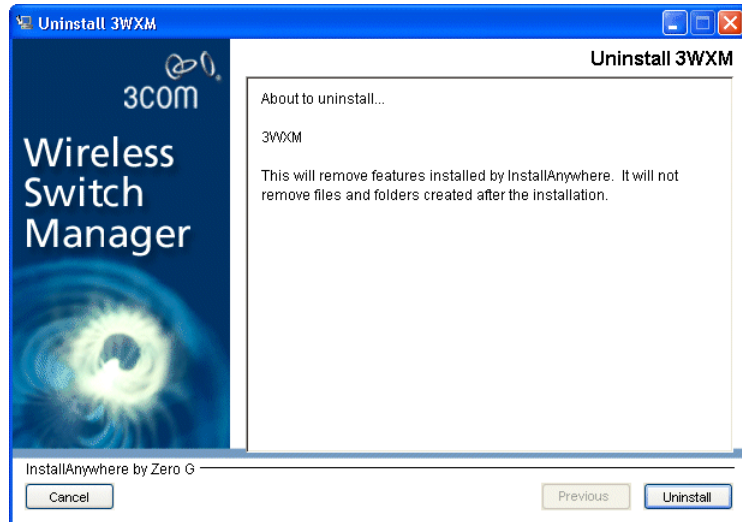 Uninstall 3WXM
3com
Wireless
Switch
Manager
Uninstall 3WXM
About to uninstall...
3WXM
This will remove features installed by InstallAnywhere. It will not
remove files and folders created after the installation.
InstallAnywhere by Zero G
Cancel
Previous
Uninstall